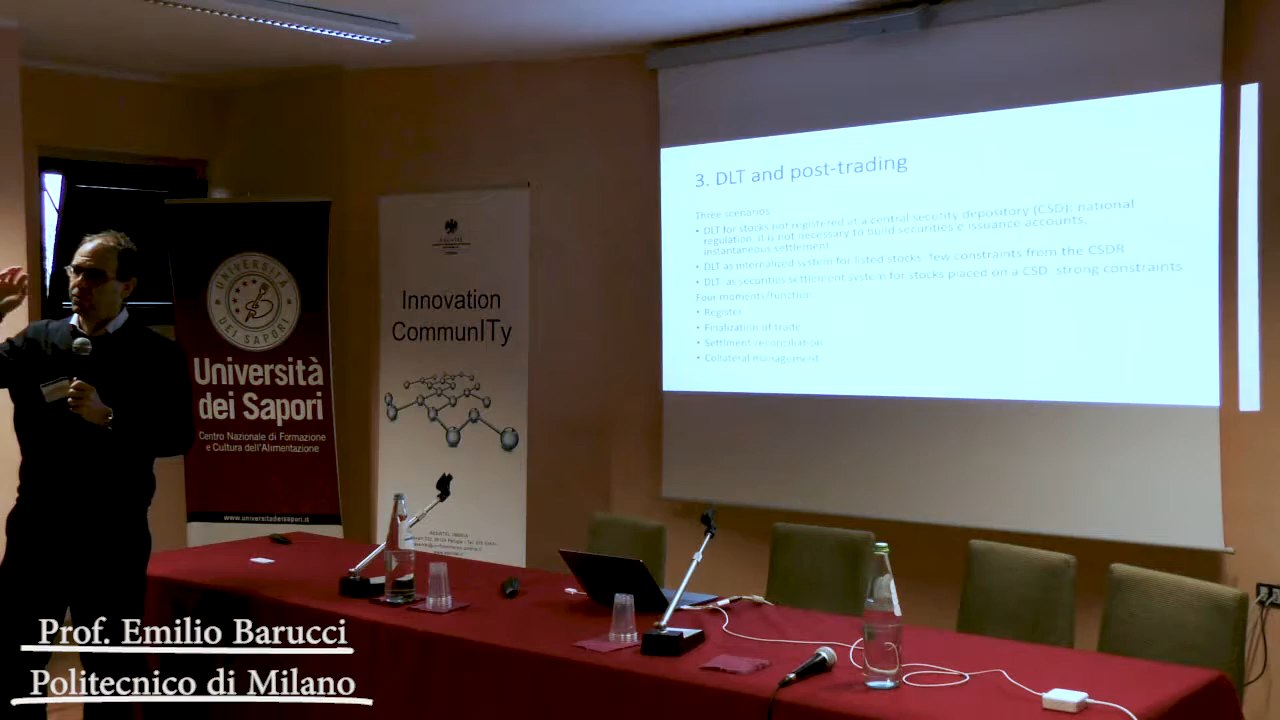 3. DLT and post-trading
Three scenarios:
• DLT for stocks not registered at a central security depository (CSD): national
regulation, it is not necessary to build securities e issuance accounts,
instantaneous settlement
• DLT as internalized system for listed stocks: few constraints from the CSDR
• DLT as securities settlement system for stocks placed on a CSD: strong constraints
Four moments/function
• Register
• Finalization of trade
• Settlment reconciliation
• Collateral management
UNIVERSITÀ
DEI SAPORI
Università
dei Sapori
Centro Nazionale di Formazione
e Cultura dell'Alimentazione
www.universitadeisapori.it
Innovation
CommunITy
Prof. Emilio Barucci
Politecnico di Milano